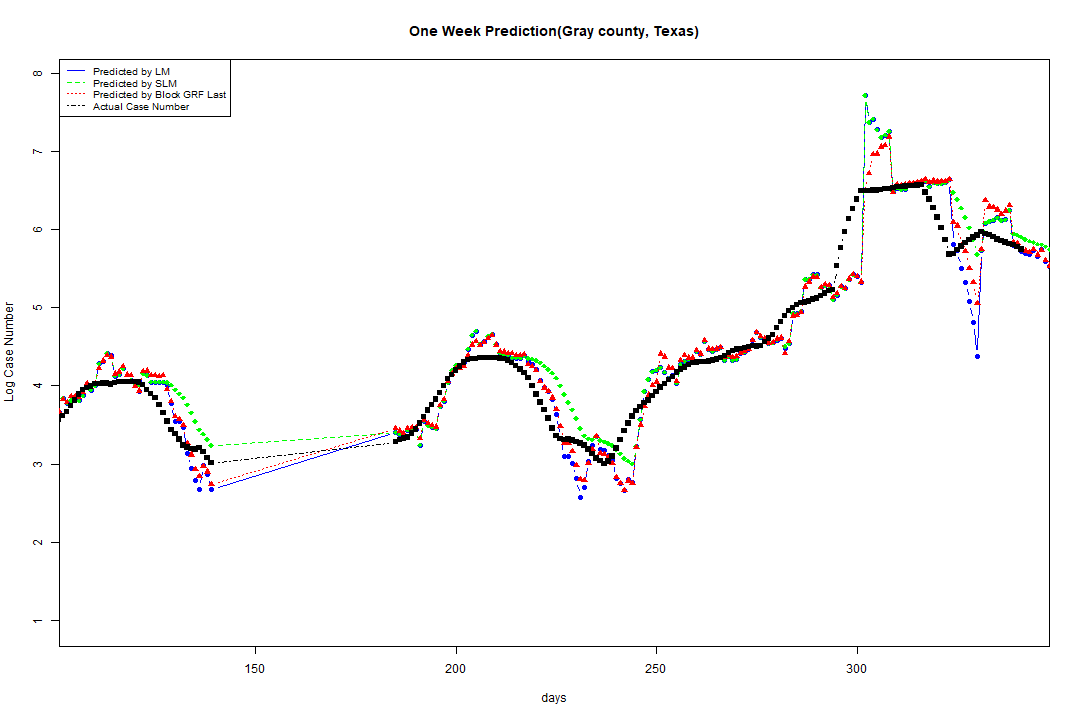 One Week Prediction(Gray county, Texas)
Predicted by LM
Predicted by SLM
Predicted by Block GRF Last
Actual Case Number
8
7
6
5
4
3
2
1
Log Case Number
150
200
250
300
days